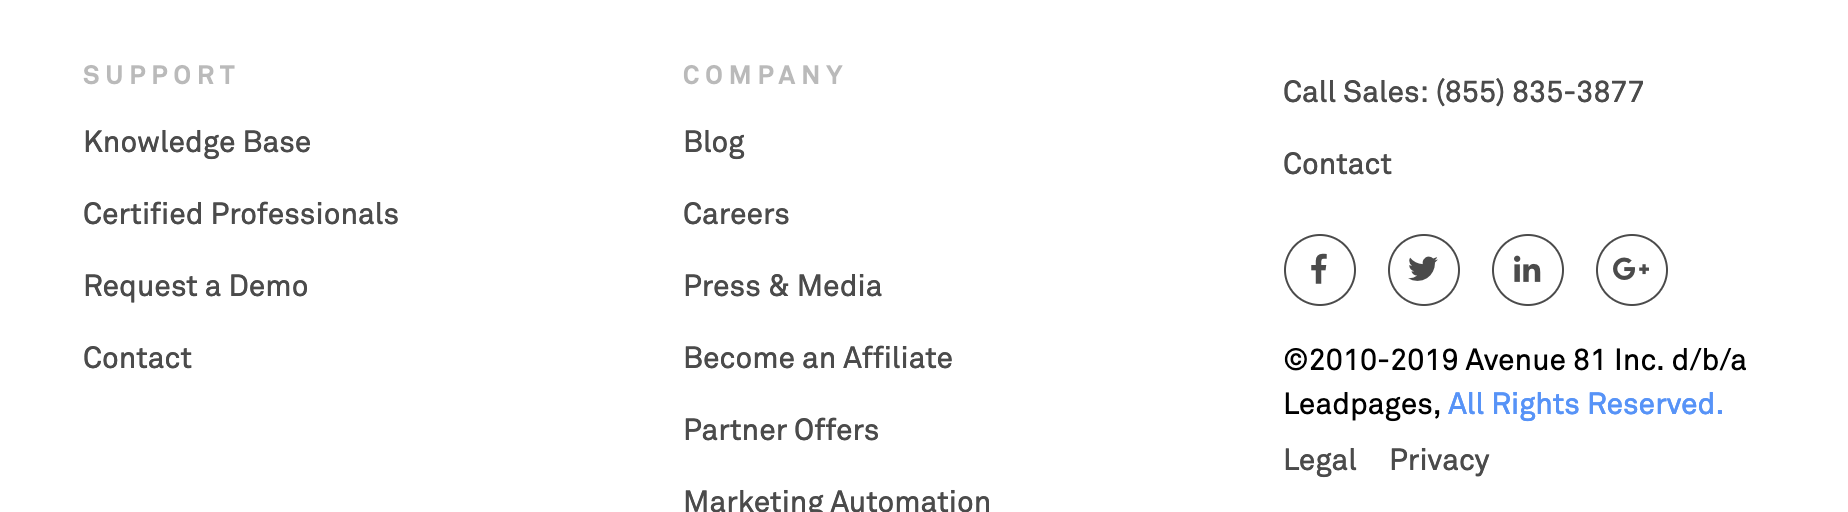 SUPPORT
Knowledge Base
Certified Professionals
Request a Demo
Contact
COMPANY
Blog
Careers
Press & Media
Become an Affiliate
Partner Offers
Marketing Automation
Call Sales: (855) 835-3877
Contact
f
in
G+
©2010-2019 Avenue 81 Inc. d/b/a
Leadpages, All Rights Reserved.
Legal Privacy